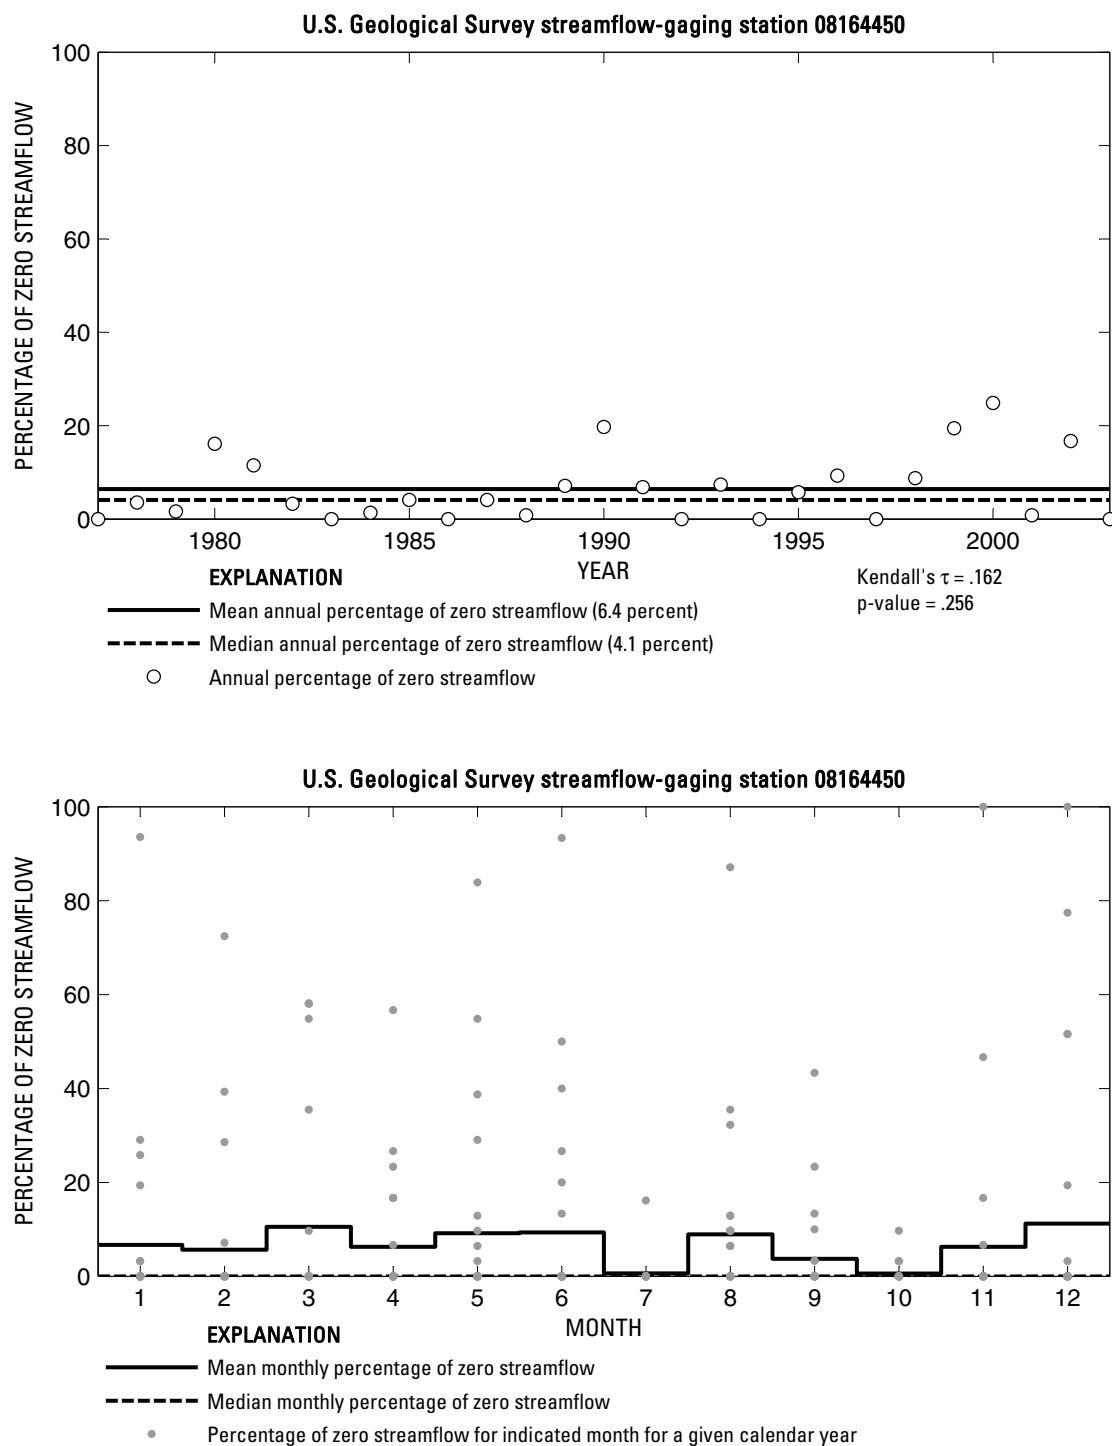 U.S. Geological Survey streamflow-gaging station 08164450
PERCENTAGE OF ZERO STREAMFLOW
100
80
60
40
20
0
1980 1985 1990 1995 2000
YEAR
Kendall's τ = .162
p-value = .256
EXPLANATION
Mean annual percentage of zero streamflow (6.4 percent)
Median annual percentage of zero streamflow (4.1 percent)
Annual percentage of zero streamflow
U.S. Geological Survey streamflow-gaging station 08164450
PERCENTAGE OF ZERO STREAMFLOW
100
80
60
40
20
0
1 2 3 4 5 6 7 8 9 10 11 12
MONTH
EXPLANATION
Mean monthly percentage of zero streamflow
Median monthly percentage of zero streamflow
Percentage of zero streamflow for indicated month for a given calendar year